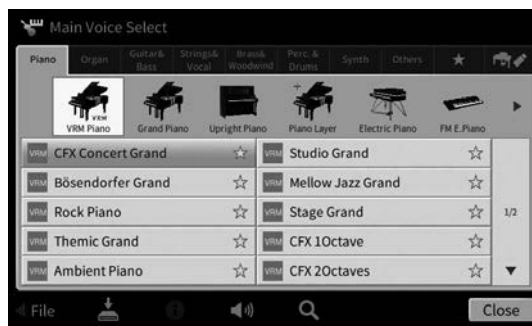 Main Voice Select
Piano
Organ
Guitar&
Bass
Strings&
Vocal
Brass&
Woodwind
Perc. &
Drums
Synth
Others
VRM
VRM Piano
Grand Piano
Upright Piano
Piano Layer
Electric Piano
FM E.Piano
VRM CFX Concert Grand
VRM Studio Grand
VRM Bösendorfer Grand
VRM Mellow Jazz Grand
VRM Rock Piano
VRM Stage Grand
1/2
VRM Themic Grand
VRM CFX 1Octave
VRM Ambient Piano
VRM CFX 2Octaves
File
Close